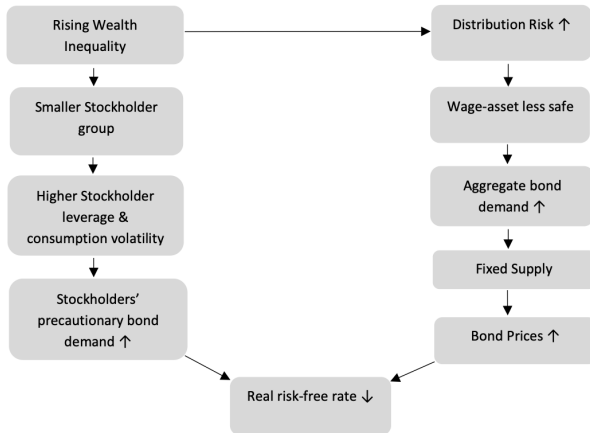 Rising Wealth
Inequality
Distribution Risk ↑
Smaller Stockholder
group
Wage-asset less safe
Higher Stockholder
leverage &
consumption volatility
Aggregate bond
demand ↑
Fixed Supply
Stockholders'
precautionary bond
demand ↑
Bond Prices ↑
Real risk-free rate ↓